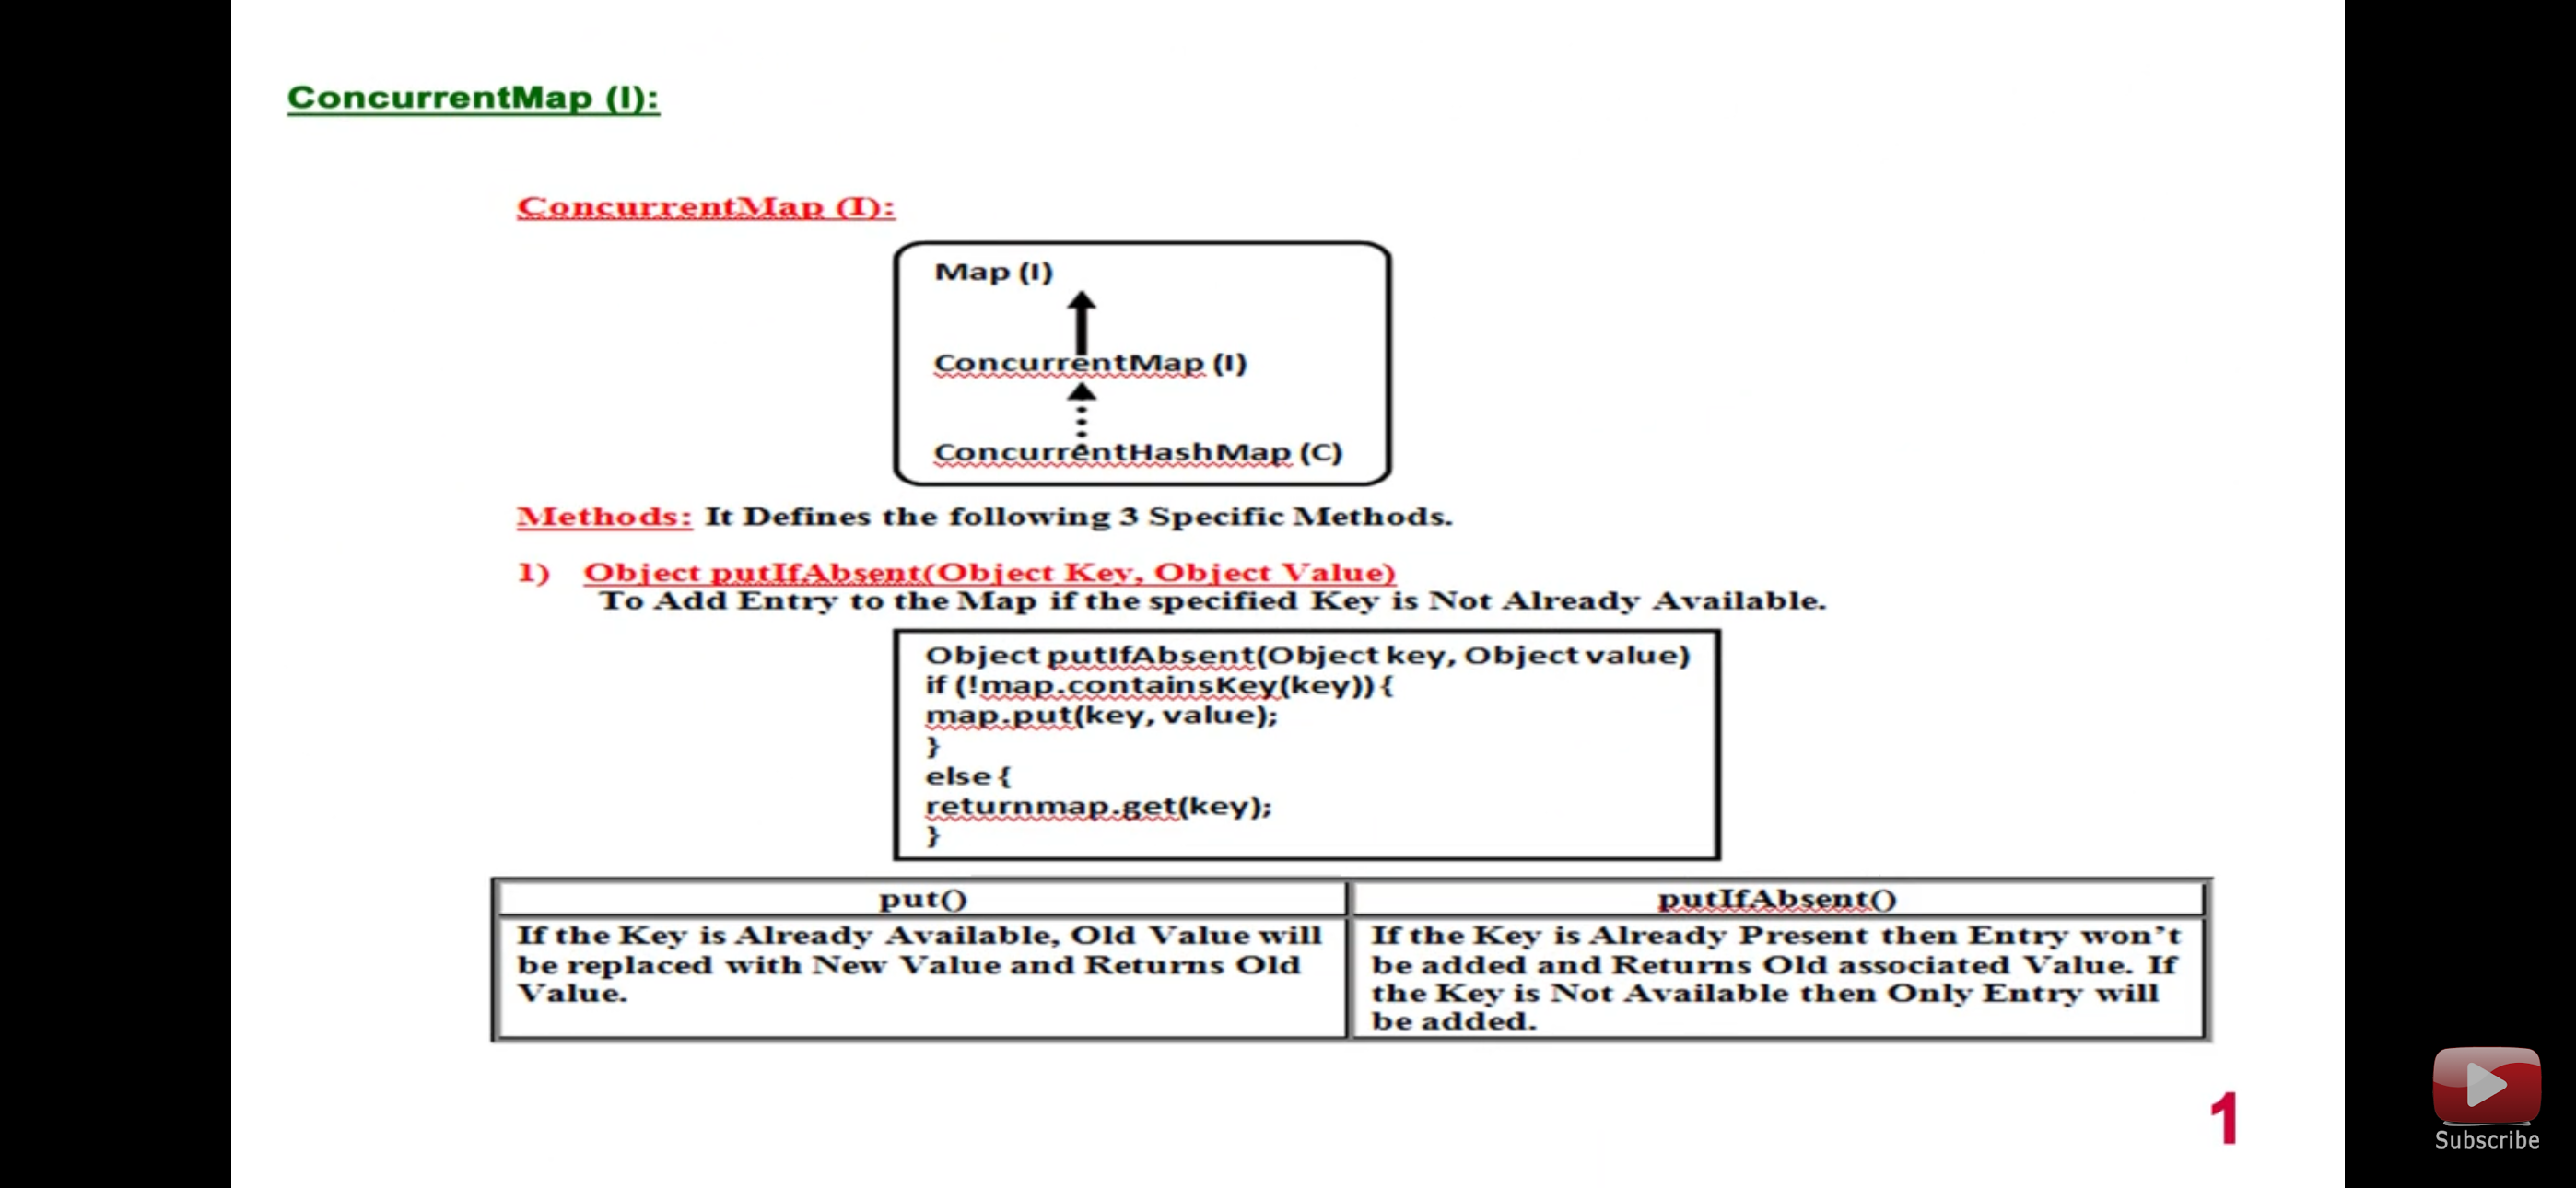 ConcurrentMap (I):
ConcurrentMap (I):
Map (I)
ConcurrentMap (I)
ConcurrentHashMap (C)
Methods: It Defines the following 3 Specific Methods.
1) Object putIfAbsent(Object Key, Object Value)
To Add Entry to the Map if the specified Key is Not Already Available.
Object putIfAbsent(Object key, Object value)
if (!map.containsKey(key)) {
map.put(key, value);
}
else {
returnmap.get(key);
}
put()
If the Key is Already Available, Old Value will
be replaced with New Value and Returns Old
Value.
putIfAbsent()
If the Key is Already Present then Entry won’t
be added and Returns Old associated Value. If
the Key is Not Available then Only Entry will
be added.
1
Subscribe